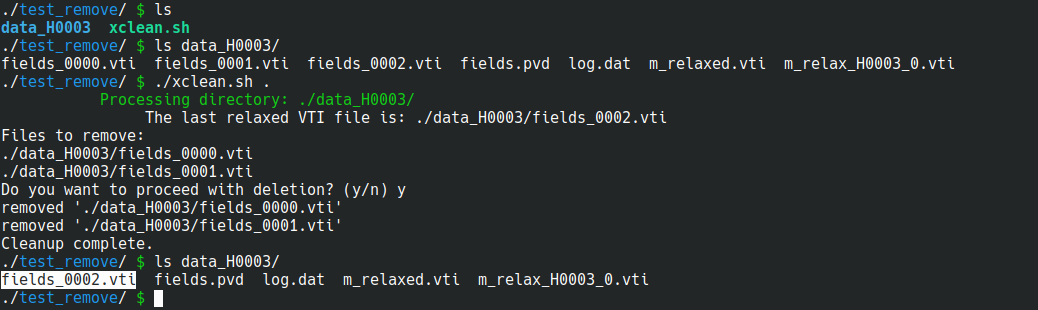 ./test_remove/ $ ls
data_H0003  xclean.sh
./test_remove/ $ ls data_H0003/
fields_0000.vti  fields_0001.vti  fields_0002.vti  fields.pvd  log.dat  m_relaxed.vti  m_relax_H0003_0.vti
./test_remove/ $ ./xclean.sh .
Processing directory: ./data_H0003/
The last relaxed VTI file is: ./data_H0003/fields_0002.vti
Files to remove:
./data_H0003/fields_0000.vti
./data_H0003/fields_0001.vti
Do you want to proceed with deletion? (y/n) y
removed './data_H0003/fields_0000.vti'
removed './data_H0003/fields_0001.vti'
Cleanup complete.
./test_remove/ $ ls data_H0003/
fields_0002.vti  fields.pvd  log.dat  m_relaxed.vti  m_relax_H0003_0.vti
./test_remove/ $